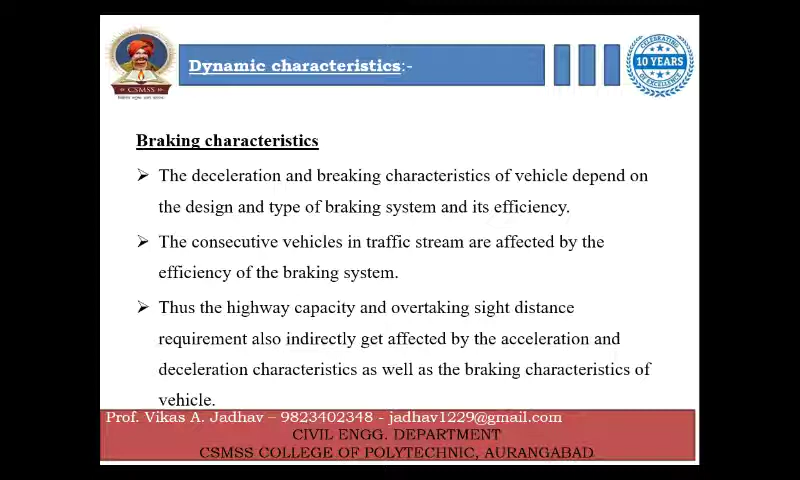 Dynamic characteristics:-
CSMSS
CELEBRATING
10 YEARS
OF EXCELLENCE
Braking characteristics
➢ The deceleration and breaking characteristics of vehicle depend on
the design and type of braking system and its efficiency.
➢ The consecutive vehicles in traffic stream are affected by the
efficiency of the braking system.
➢ Thus the highway capacity and overtaking sight distance
requirement also indirectly get affected by the acceleration and
deceleration characteristics as well as the braking characteristics of
vehicle.
Prof. Vikas A. Jadhav – 9823402348 - jadhav1229@gmail.com
CIVIL ENGG. DEPARTMENT
CSMSS COLLEGE OF POLYTECHNIC, AURANGABAD